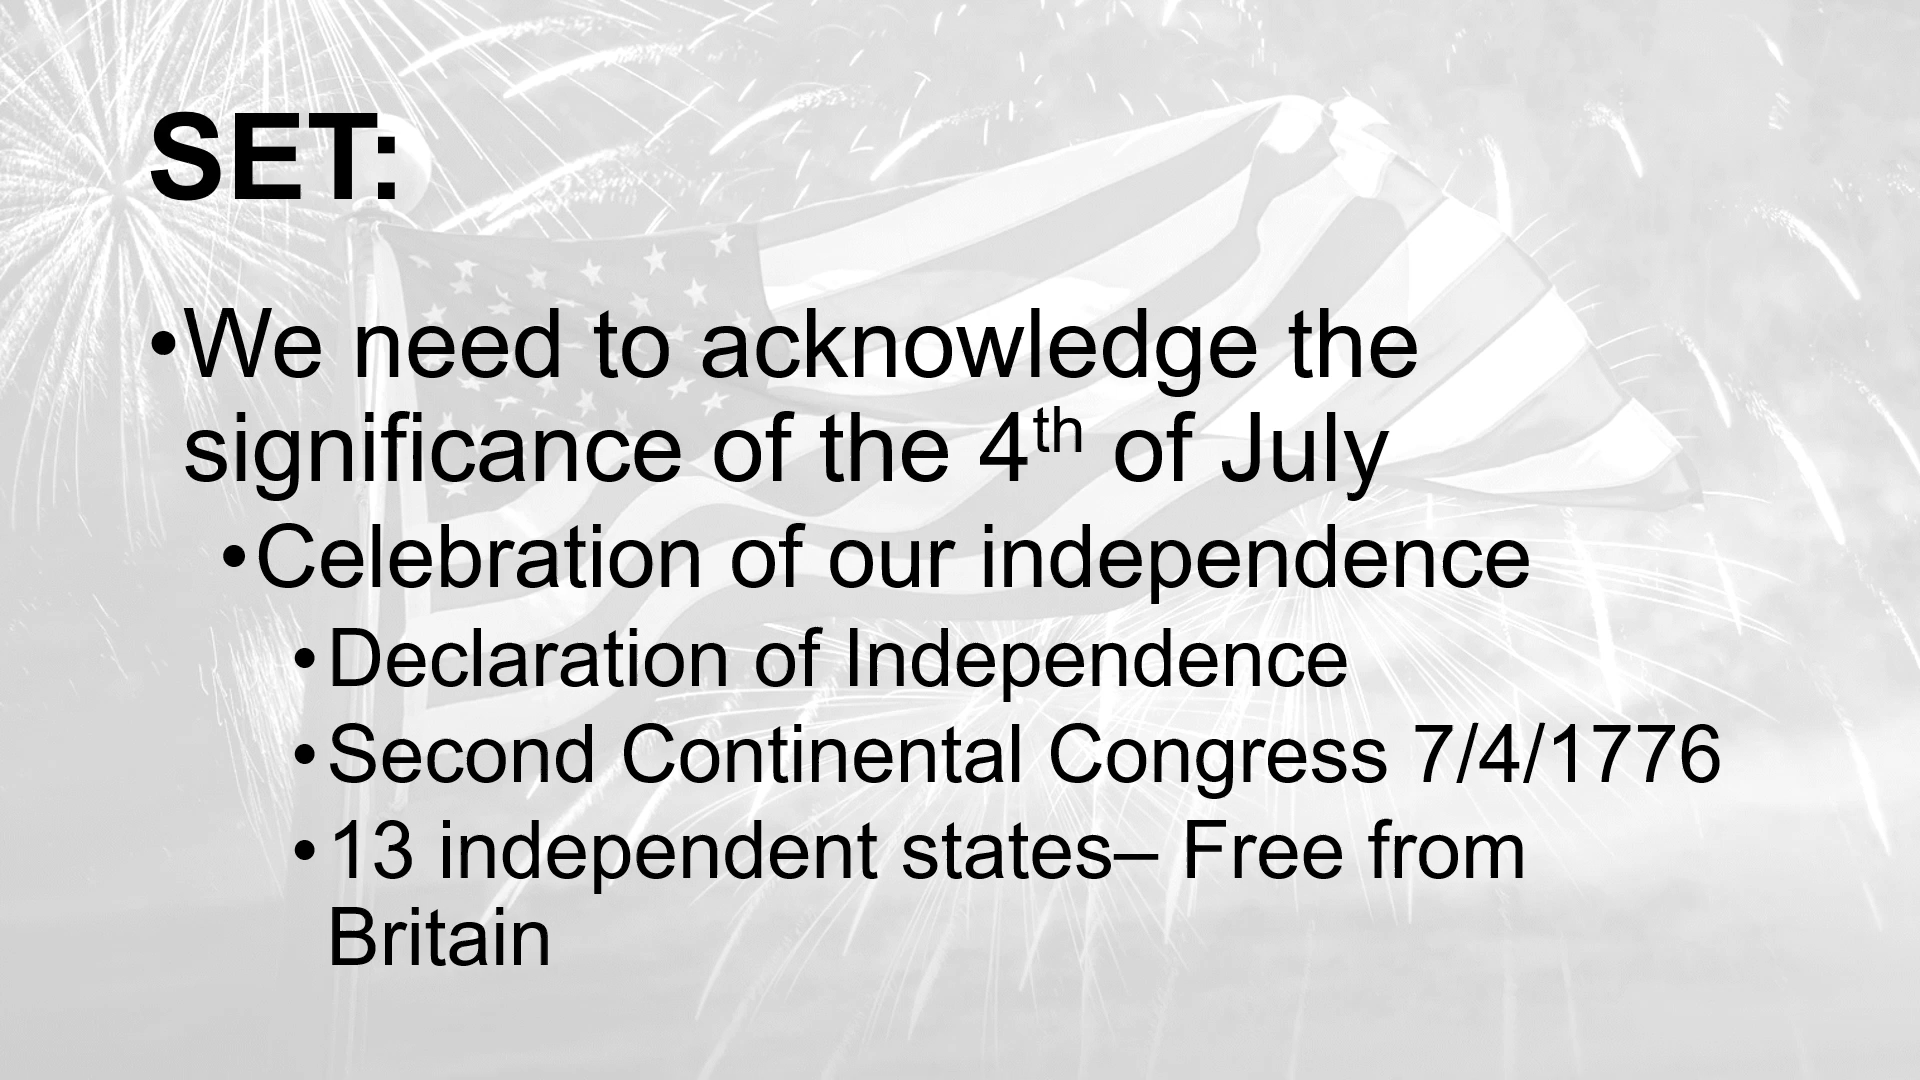 SET:
•We need to acknowledge the
significance of the 4th of July
•Celebration of our independence
•Declaration of Independence
•Second Continental Congress 7/4/1776
•13 independent states– Free from
Britain